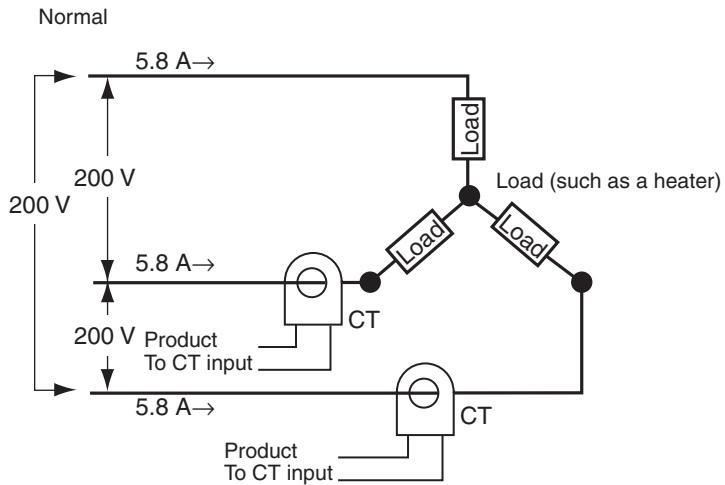 Normal
5.8 A→
Load
200 V
Load (such as a heater)
200 V
Load
Load
5.8 A→
CT
200 V
Product
To CT input
5.8 A→
CT
Product
To CT input